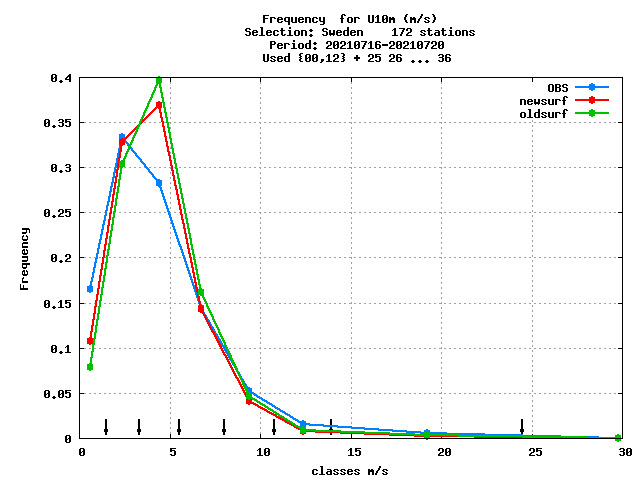 Frequency  for U10m (m/s)
Selection: Sweden    172 stations
Period: 20210716-20210720
Used {00,12} + 25 26 ... 36
OBS
newsurf
oldsurf
0.4
0.35
0.3
0.25
0.2
0.15
0.1
0.05
0
Frequency
0 5 10 15 20 25 30
classes m/s